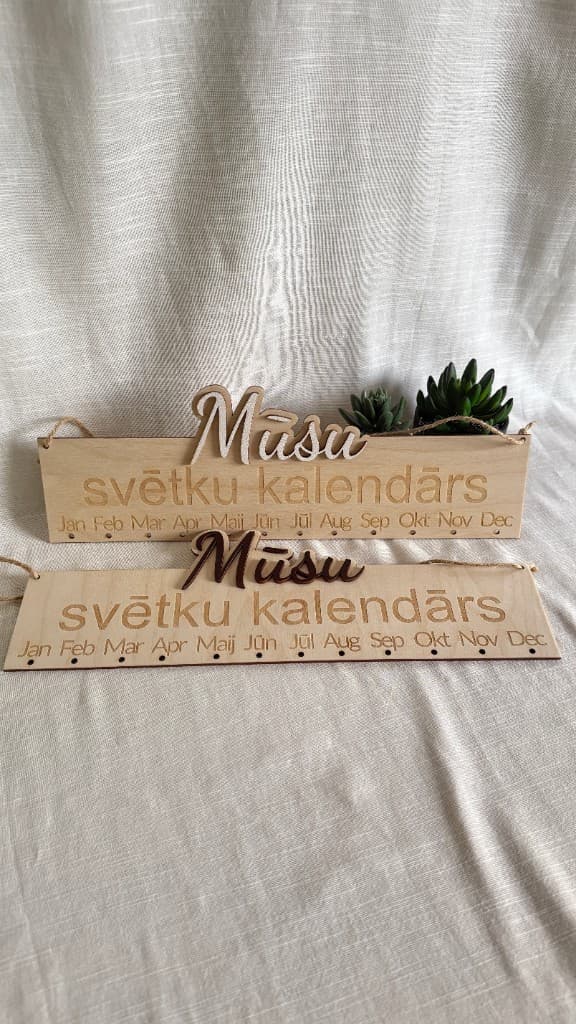 Mūsu
svētku kalendārs
Jan Feb Mar Apr Maij Jūn Jūl Aug Sep Okt Nov Dec
Mūsu
svētku kalendārs
Jan Feb Mar Apr Maij Jūn Jūl Aug Sep Okt Nov Dec